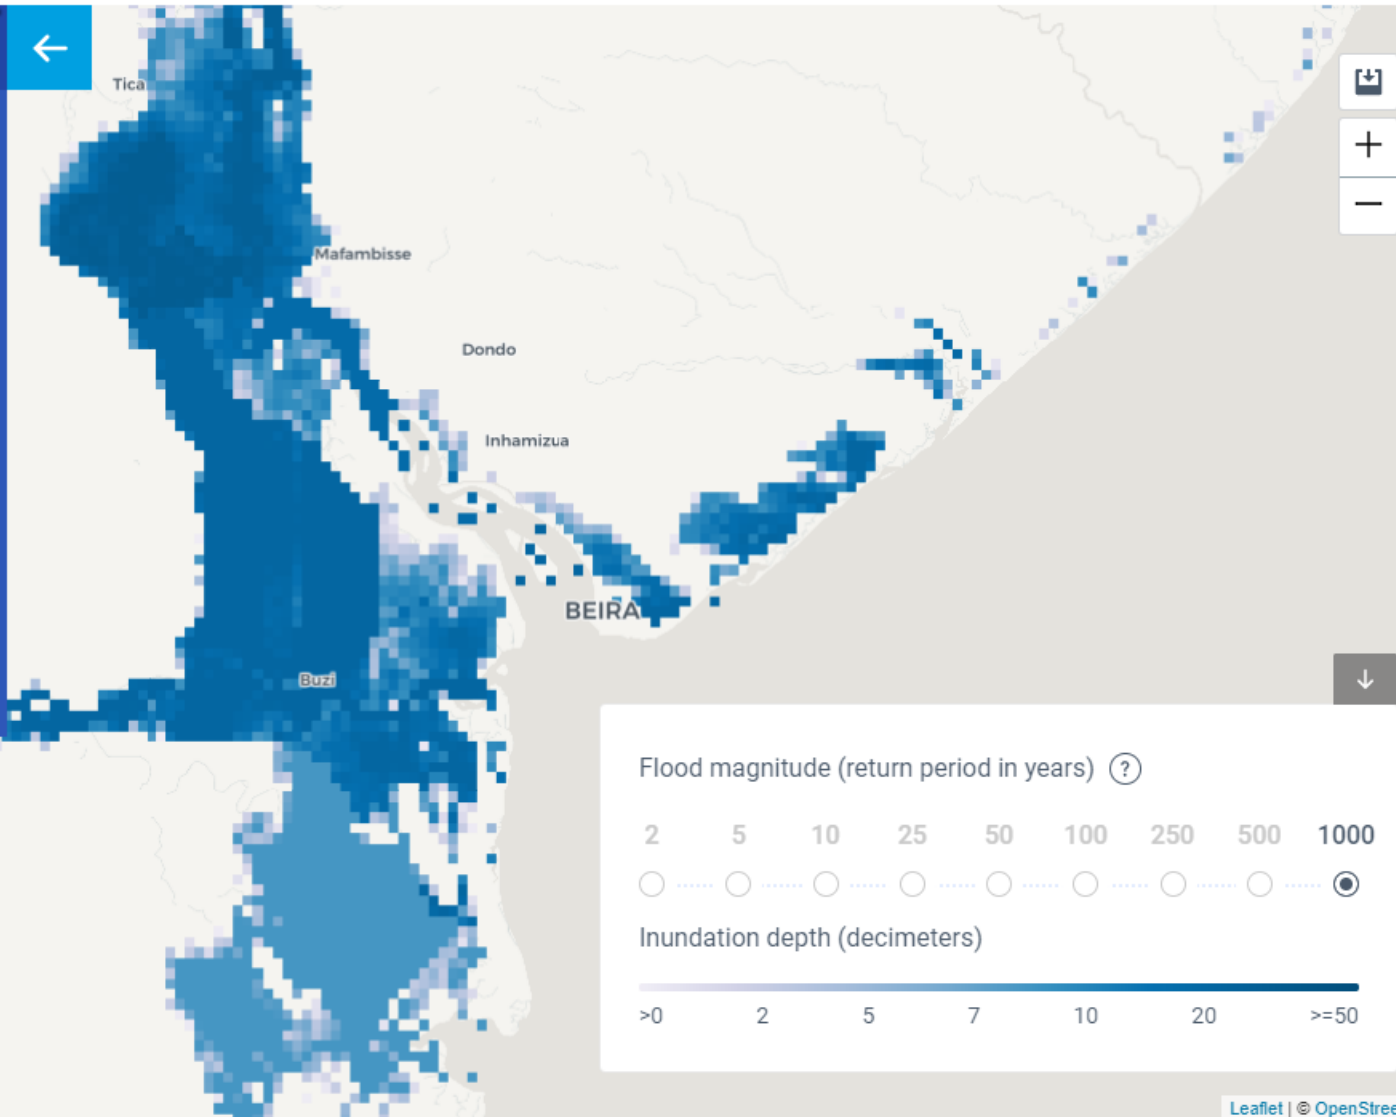 Tica
Mafambisse
Dondo
Inhamizua
BEIRA
Buzi
Flood magnitude (return period in years) ?
2 5 10 25 50 100 250 500 1000
Inundation depth (decimeters)
>0 2 5 7 10 20 >=50
Leaflet | © OpenStree